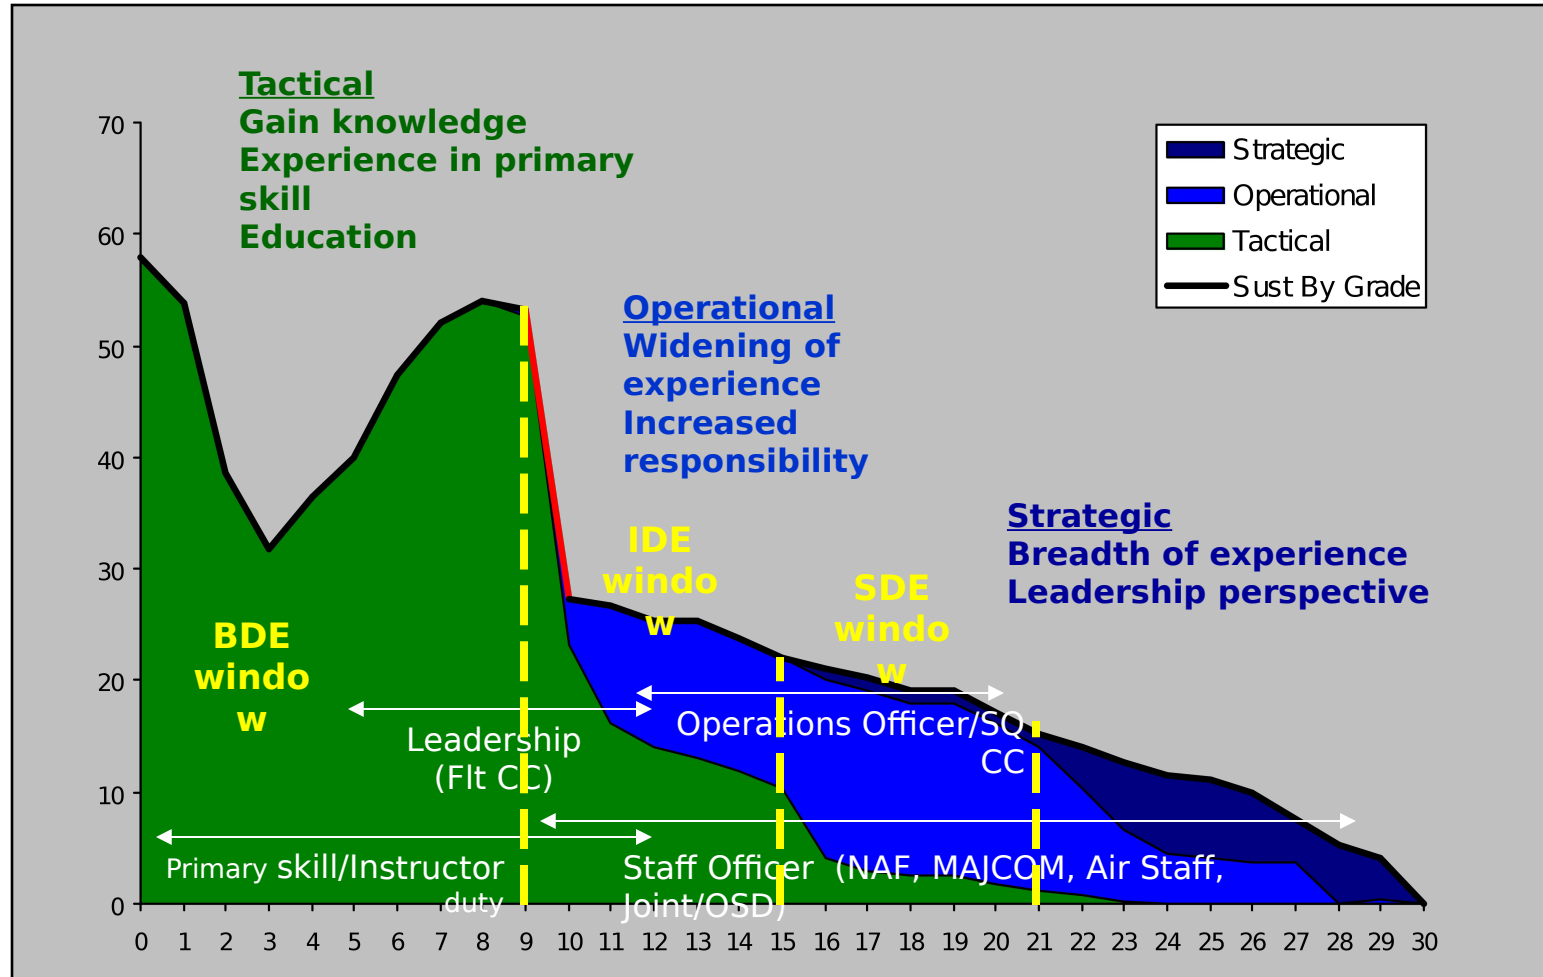 Tactical
Gain knowledge
Experience in primary
skill
Education
70
60
50
40
30
20
10
0
Strategic
Operational
Tactical
Sust By Grade
Operational
Widening of
experience
Increased
responsibility
Strategic
Breadth of experience
Leadership perspective
BDE
windo
w
IDE
windo
w
SDE
windo
w
Leadership
(Flt CC)
Operations Officer/SQ
CC
Primary skill/Instructor
duty
Staff Officer (NAF, MAJCOM, Air Staff,
Joint/OSD)
0 1 2 3 4 5 6 7 8 9 10 11 12 13 14 15 16 17 18 19 20 21 22 23 24 25 26 27 28 29 30